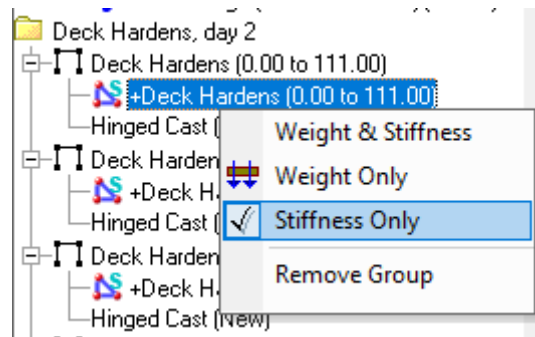 Deck Hardens, day 2
Deck Hardens (0.00 to 111.00)
+Deck Hardens (0.00 to 111.00)
Hinged Cast (
Weight & Stiffness
Deck Harden
Weight Only
+Deck H
Hinged Cast (
Stiffness Only
Deck Harden
Remove Group
+Deck H
Hinged Cast (New)